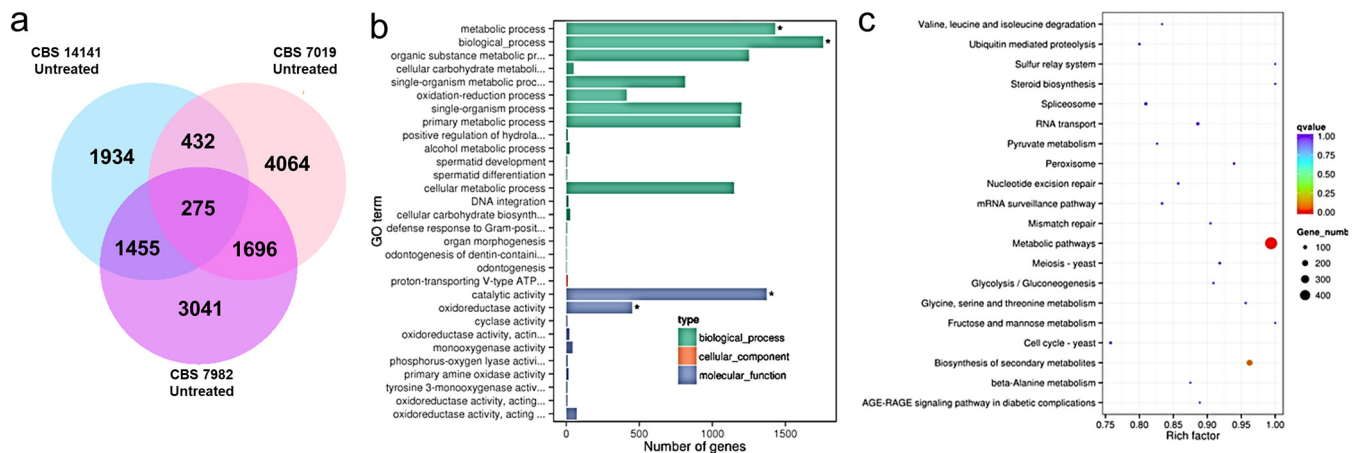 a
CBS 14141
Untreated
CBS 7019
Untreated
1934
432
4064
275
1455
1696
3041
CBS 7982
Untreated
b
GO term
metabolic process
biological_process
organic substance metabolic pr...
cellular carbohydrate metaboli...
single-organism metabolic proc...
oxidation-reduction process
single-organism process
primary metabolic process
positive regulation of hydrola...
alcohol metabolic process
spermatid development
spermatid differentiation
cellular metabolic process
DNA integration
cellular carbohydrate biosynth...
defense response to Gram-posit...
organ morphogenesis
odontogenesis of dentin-containi...
odontogenesis
proton-transporting V-type ATP...
catalytic activity
oxidoreductase activity
cyclase activity
oxidoreductase activity, actin...
monooxygenase activity
phosphorus-oxygen lyase activi...
primary amine oxidase activity
tyrosine 3-monooxygenase activ...
oxidoreductase activity, acting...
oxidoreductase activity, acting ...
*
*
*
*
type
biological_process
cellular_component
molecular_function
0 500 1000 1500
Number of genes
c
Valine, leucine and isoleucine degradation
Ubiquitin mediated proteolysis
Sulfur relay system
Steroid biosynthesis
Spliceosome
RNA transport
Pyruvate metabolism
Peroxisome
Nucleotide excision repair
mRNA surveillance pathway
Mismatch repair
Metabolic pathways
Meiosis - yeast
Glycolysis / Gluconeogenesis
Glycine, serine and threonine metabolism
Fructose and mannose metabolism
Cell cycle - yeast
Biosynthesis of secondary metabolites
beta-Alanine metabolism
AGE-RAGE signaling pathway in diabetic complications
0.75 0.80 0.85 0.90 0.95 1.00
Rich factor
qvalue
1.00
0.75
0.50
0.25
0.00
Gene_numb
100
200
300
400